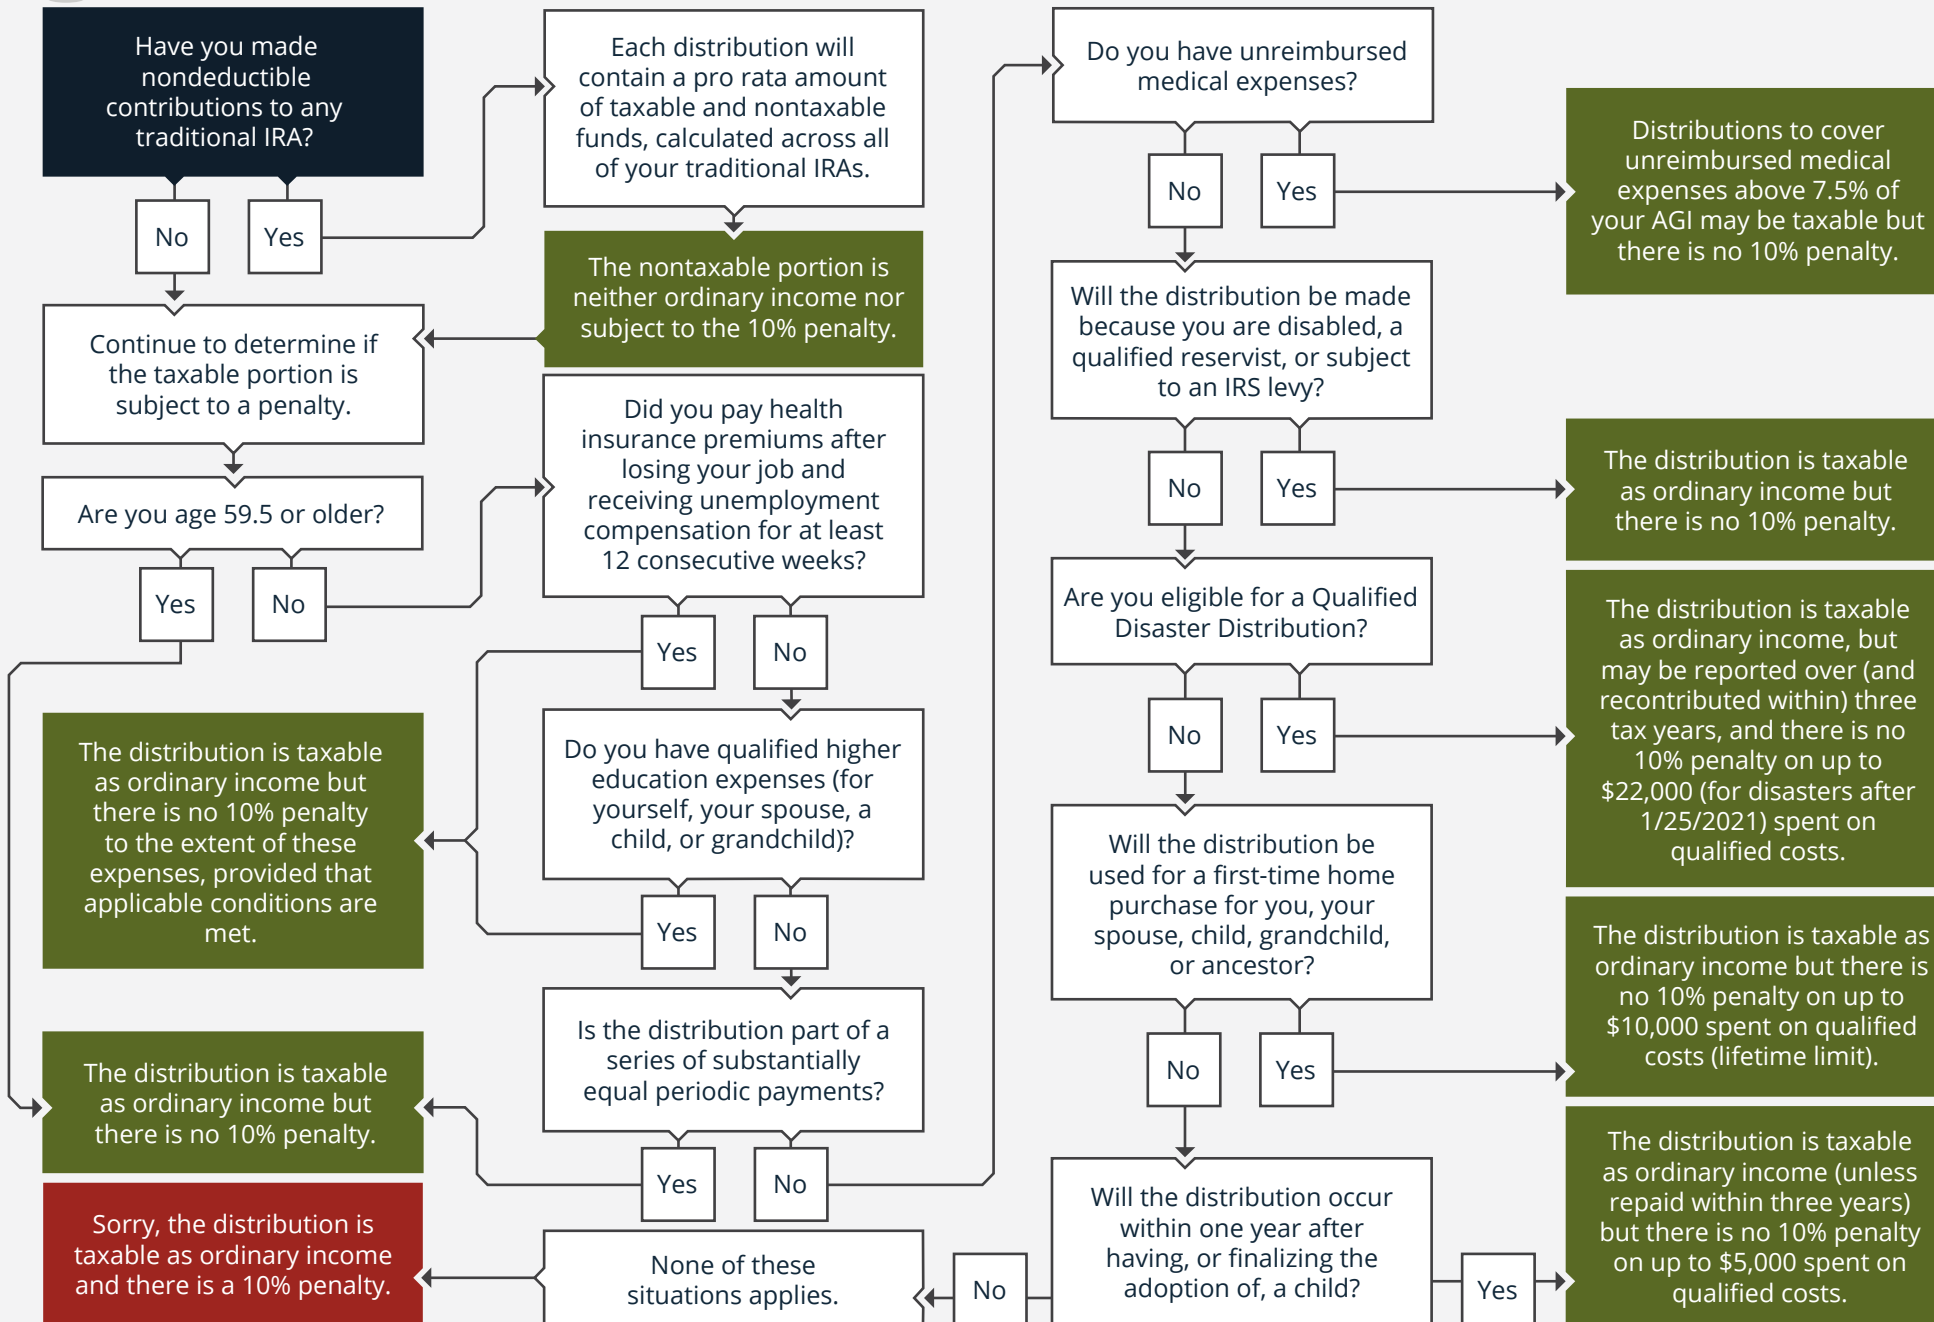 Have you made
nondeductible
contributions to any
traditional IRA?
No
Yes
Each distribution will
contain a pro rata amount
of taxable and nontaxable
funds, calculated across all
of your traditional IRAs.
The nontaxable portion is
neither ordinary income nor
subject to the 10% penalty.
Continue to determine if
the taxable portion is
subject to a penalty.
Are you age 59.5 or older?
Yes
No
Did you pay health
insurance premiums after
losing your job and
receiving unemployment
compensation for at least
12 consecutive weeks?
Yes
No
The distribution is taxable
as ordinary income but
there is no 10% penalty
to the extent of these
expenses, provided that
applicable conditions are
met.
Do you have qualified higher
education expenses (for
yourself, your spouse, a
child, or grandchild)?
Yes
No
Is the distribution part of a
series of substantially
equal periodic payments?
Yes
No
The distribution is taxable
as ordinary income but
there is no 10% penalty.
Sorry, the distribution is
taxable as ordinary income
and there is a 10% penalty.
None of these
situations applies.
Do you have unreimbursed
medical expenses?
No
Yes
Distributions to cover
unreimbursed medical
expenses above 7.5% of
your AGI may be taxable but
there is no 10% penalty.
Will the distribution be made
because you are disabled, a
qualified reservist, or subject
to an IRS levy?
No
Yes
The distribution is taxable
as ordinary income but
there is no 10% penalty.
Are you eligible for a Qualified
Disaster Distribution?
No
Yes
The distribution is taxable
as ordinary income, but
may be reported over (and
recontributed within) three
tax years, and there is no
10% penalty on up to
$22,000 (for disasters after
1/25/2021) spent on
qualified costs.
Will the distribution be
used for a first-time home
purchase for you, your
spouse, child, grandchild,
or ancestor?
No
Yes
The distribution is taxable as
ordinary income but there is
no 10% penalty on up to
$10,000 spent on qualified
costs (lifetime limit).
Will the distribution occur
within one year after
having, or finalizing the
adoption of, a child?
No
Yes
The distribution is taxable
as ordinary income (unless
repaid within three years)
but there is no 10% penalty
on up to $5,000 spent on
qualified costs.